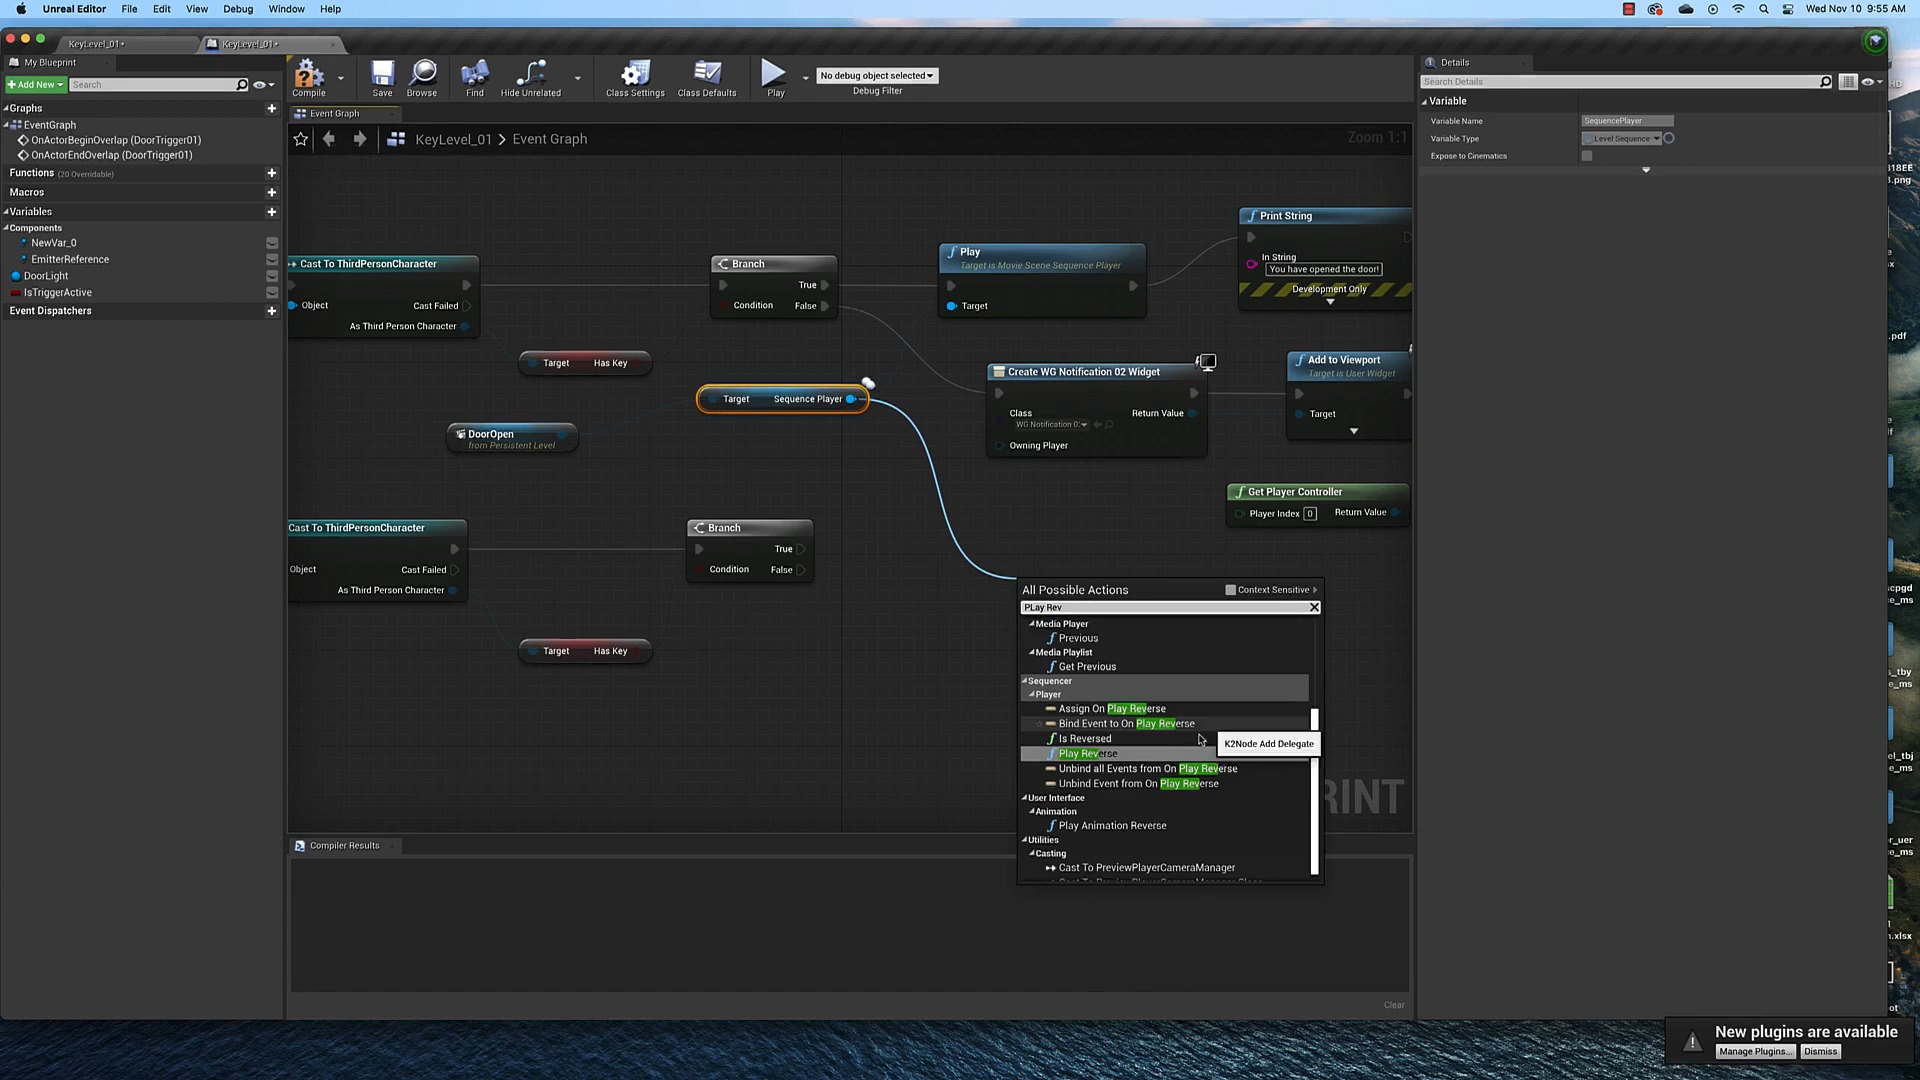 Unreal Editor File Edit View Debug Window Help
Wed Nov 10 9:55 AM
KeyLevel_01•
KeyLevel_01•
My Blueprint
Add New
Search
Graphs
EventGraph
OnActorBeginOverlap (DoorTrigger01)
OnActorEndOverlap (DoorTrigger01)
Functions (20 Overridable)
Macros
Variables
Components
NewVar_0
EmitterReference
DoorLight
IsTriggerActive
Event Dispatchers
Compile
Save
Browse
Find
Hide Unrelated
Class Settings
Class Defaults
Play
No debug object selected
Debug Filter
Event Graph
KeyLevel_01 > Event Graph
Zoom 1:1
Cast To ThirdPersonCharacter
Object
Cast Failed
As Third Person Character
Target Has Key
Branch
True
Condition False
Play
Target is Movie Scene Sequence Player
Target
Print String
In String
You have opened the door!
Development Only
Target Sequence Player
DoorOpen
from Persistent Level
Create WG Notification 02 Widget
Class
Return Value
WG Notification 0
Owning Player
Add to Viewport
Target is User Widget
Target
Get Player Controller
Player Index 0 Return Value
Cast To ThirdPersonCharacter
Object
Cast Failed
As Third Person Character
Branch
True
Condition False
Target Has Key
All Possible Actions
Context Sensitive
PLay Rev
Media Player
Previous
Media Playlist
Get Previous
Sequencer
Player
Assign On Play Reverse
Bind Event to On Play Reverse
Is Reversed
K2Node Add Delegate
Play Reverse
Unbind all Events from On Play Reverse
Unbind Event from On Play Reverse
User Interface
Animation
Play Animation Reverse
Utilities
Casting
Cast To PreviewPlayerCameraManager
RINT
Compiler Results
Clear
Details
Search Details
Variable
Variable Name SequencePlayer
Variable Type Level Sequence
Expose to Cinematics
HD
.png
.pdf
.xlsx
New plugins are available
Manage Plugins...
Dismiss